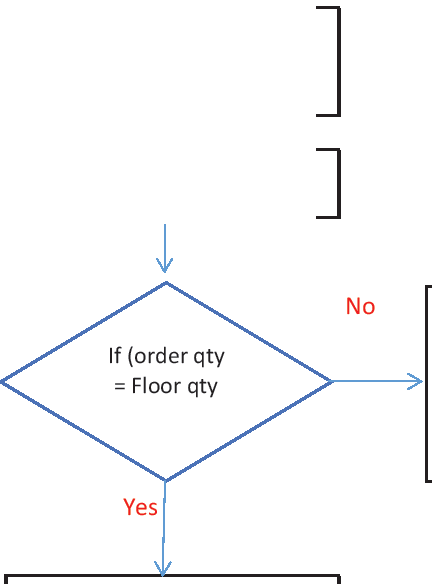 No
If (order qty
= Floor qty
Yes